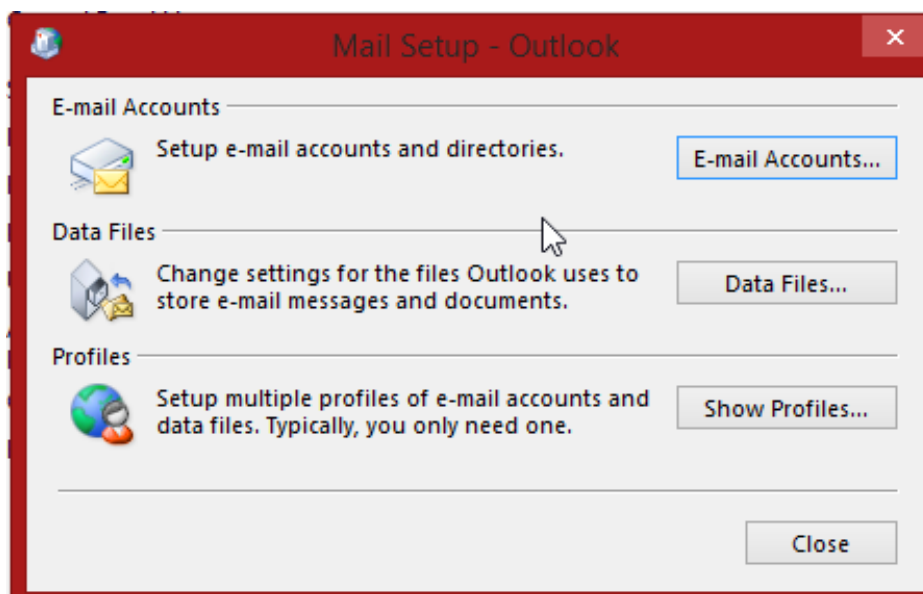 Mail Setup - Outlook
E-mail Accounts
Setup e-mail accounts and directories.
E-mail Accounts...
Data Files
Change settings for the files Outlook uses to
store e-mail messages and documents.
Data Files...
Profiles
Setup multiple profiles of e-mail accounts and
data files. Typically, you only need one.
Show Profiles...
Close